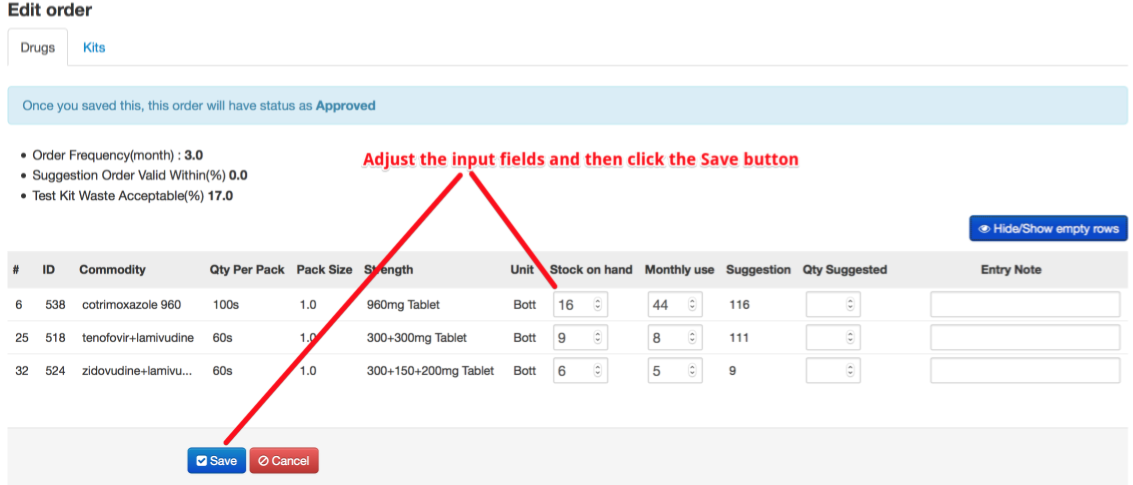 Edit order
Drugs Kits
Once you saved this, this order will have status as Approved
Order Frequency(month) : 3.0
Suggestion Order Valid Within(%) 0.0
Test Kit Waste Acceptable(%) 17.0
Adjust the input fields and then click the Save button
Hide/Show empty rows
# ID Commodity Qty Per Pack Pack Size Strength Unit Stock on hand Monthly use Suggestion Qty Suggested Entry Note
6 538 cotrimoxazole 960 100s 1.0 960mg Tablet Bott 16 44 116
25 518 tenofovir+lamivudine 60s 1.0 300+300mg Tablet Bott 9 8 111
32 524 zidovudine+lamivu... 60s 1.0 300+150+200mg Tablet Bott 6 5 9
Save Cancel